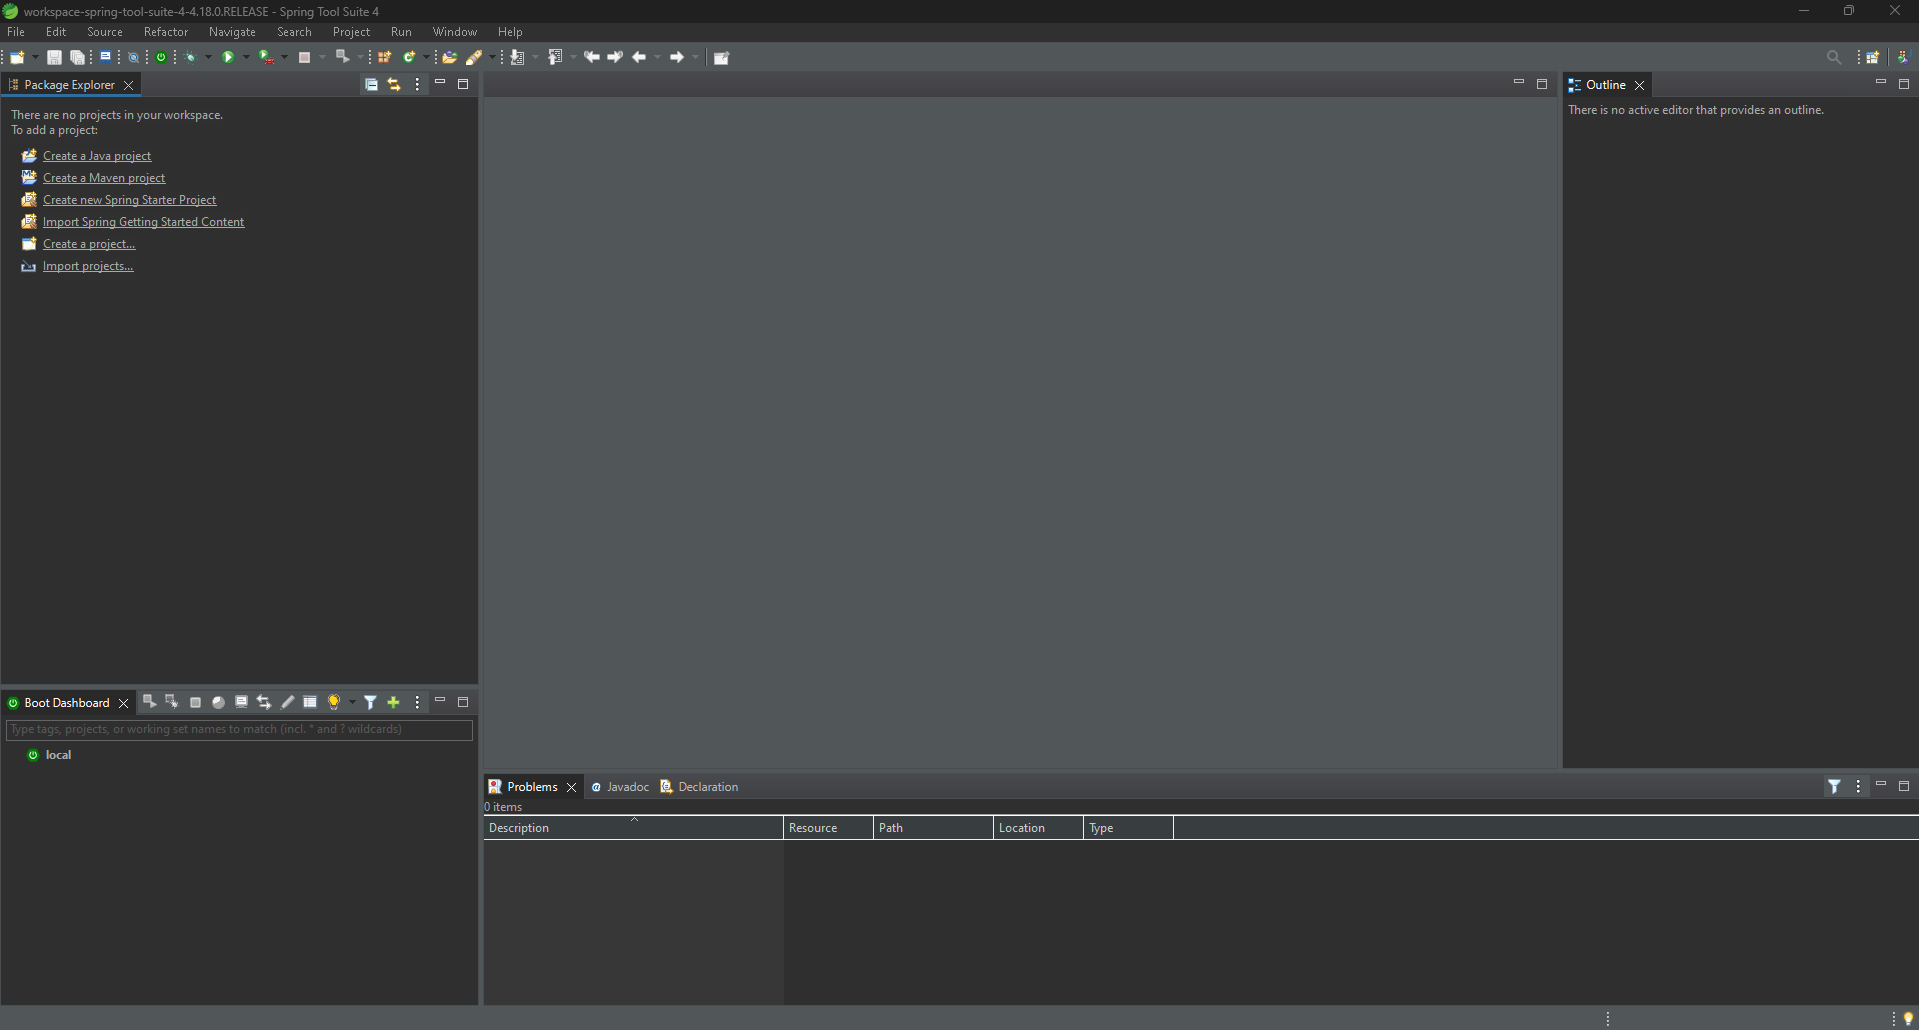 workspace-spring-tool-suite-4-4.18.0.RELEASE - Spring Tool Suite 4
File Edit Source Refactor Navigate Search Project Run Window Help
Package Explorer
There are no projects in your workspace.
To add a project:
Create a Java project
Create a Maven project
Create new Spring Starter Project
Import Spring Getting Started Content
Create a project...
Import projects...
Outline
There is no active editor that provides an outline.
Boot Dashboard
Type tags, projects, or working set names to match (incl. * and ? wildcards)
local
Problems Javadoc Declaration
0 items
Description Resource Path Location Type